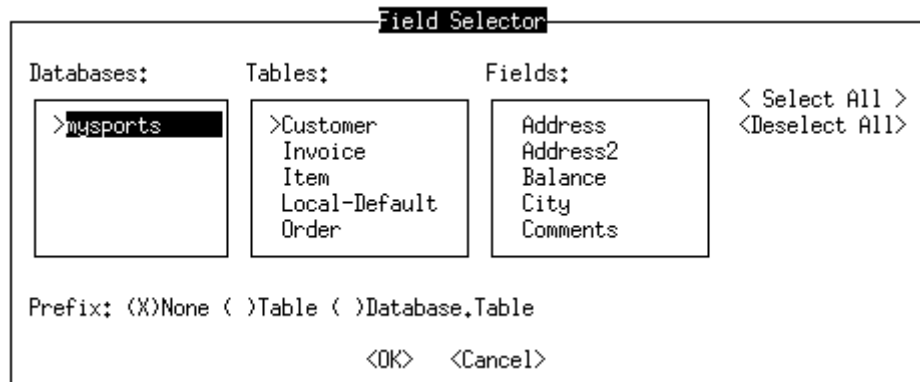 Field Selector
Databases:
Tables:
Fields:
>mysports
>Customer
Invoice
Item
Local-Default
Order
Address
Address2
Balance
City
Comments
< Select All >
<Deselect All>
Prefix: (X)None ( )Table ( )Database.Table
<OK> <Cancel>